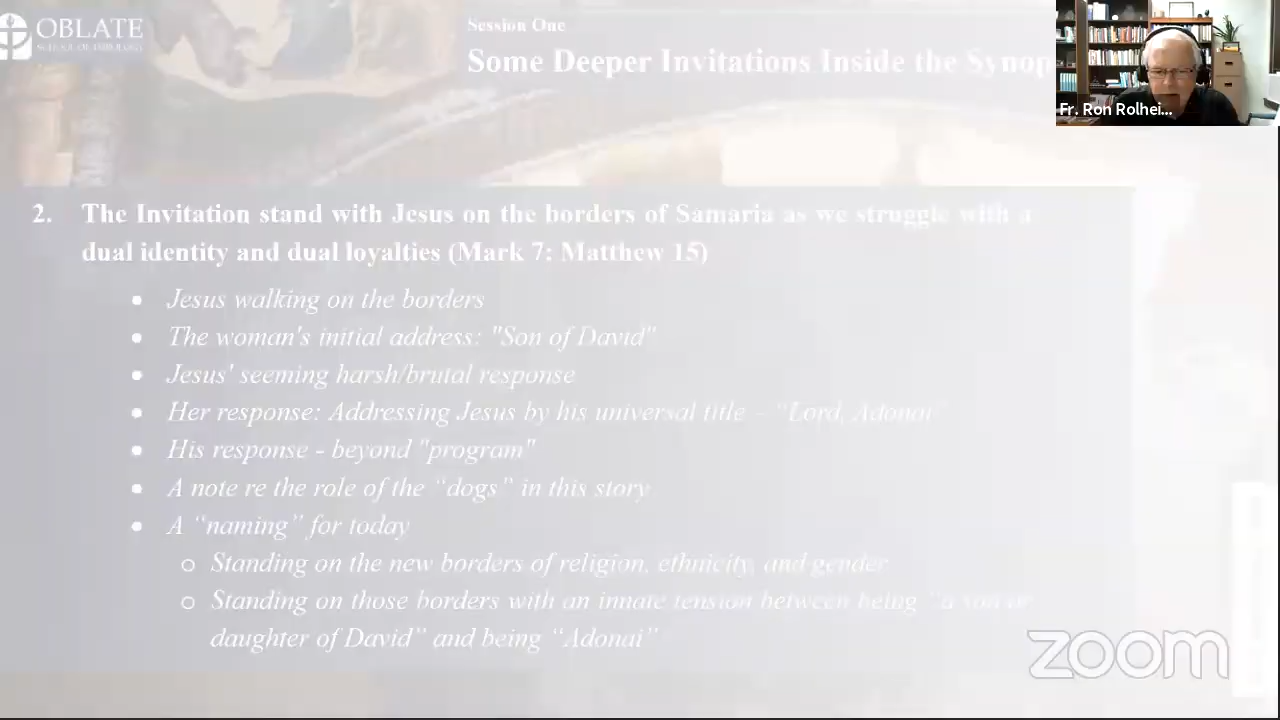 OBLATE
SCHOOL OF THEOLOGY
Session One
Some Deeper Invitations Inside the Synop
Fr. Ron Rolhei...
2. The Invitation stand with Jesus on the borders of Samaria as we struggle with a
dual identity and dual loyalties (Mark 7: Matthew 15)
• Jesus walking on the borders
• The woman's initial address: "Son of David"
• Jesus' seeming harsh/brutal response
• Her response: Addressing Jesus by his universal title – “Lord, Adonai”
• His response - beyond "program"
• A note re the role of the “dogs” in this story
• A “naming” for today
o Standing on the new borders of religion, ethnicity, and gender
o Standing on those borders with an innate tension between being “a son or
daughter of David” and being “Adonai”
zoom